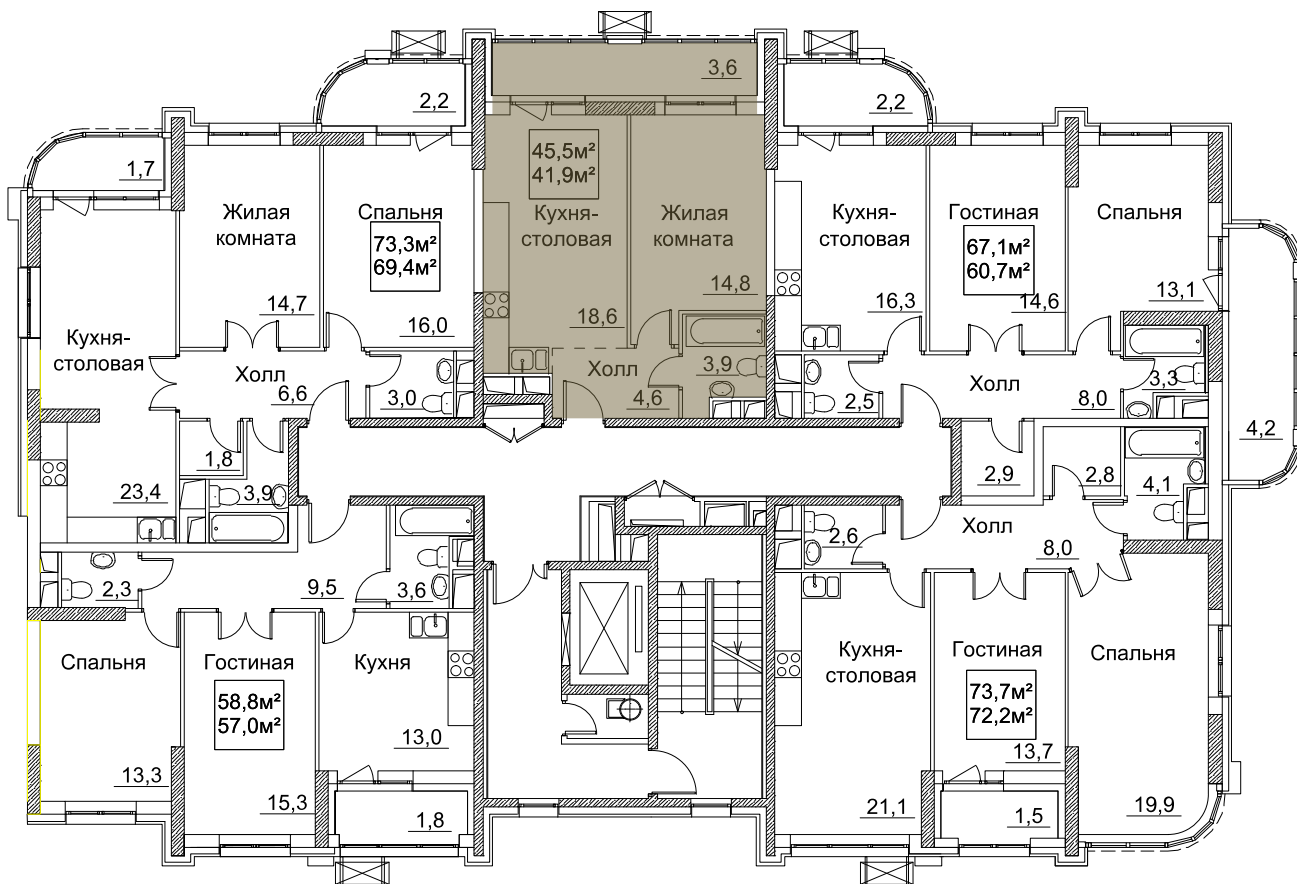 3,6
2,2
2,2
1,7
45,5м²
41,9м²
Жилая
комната
14,7
Спальня
73,3м²
69,4м²
16,0
Кухня-
столовая
18,6
Жилая
комната
14,8
Кухня-
столовая
16,3
Гостиная
67,1м²
60,7м²
14,6
Спальня
13,1
Кухня-
столовая
23,4
Холл
6,6
3,0
Холл
4,6
3,9
2,5
Холл
8,0
3,3
4,2
1,8
3,9
2,9
2,8
4,1
2,3
9,5
3,6
2,6
Холл
8,0
Спальня
13,3
Гостиная
58,8м²
57,0м²
15,3
Кухня
13,0
1,8
Кухня-
столовая
21,1
Гостиная
73,7м²
72,2м²
13,7
1,5
Спальня
19,9